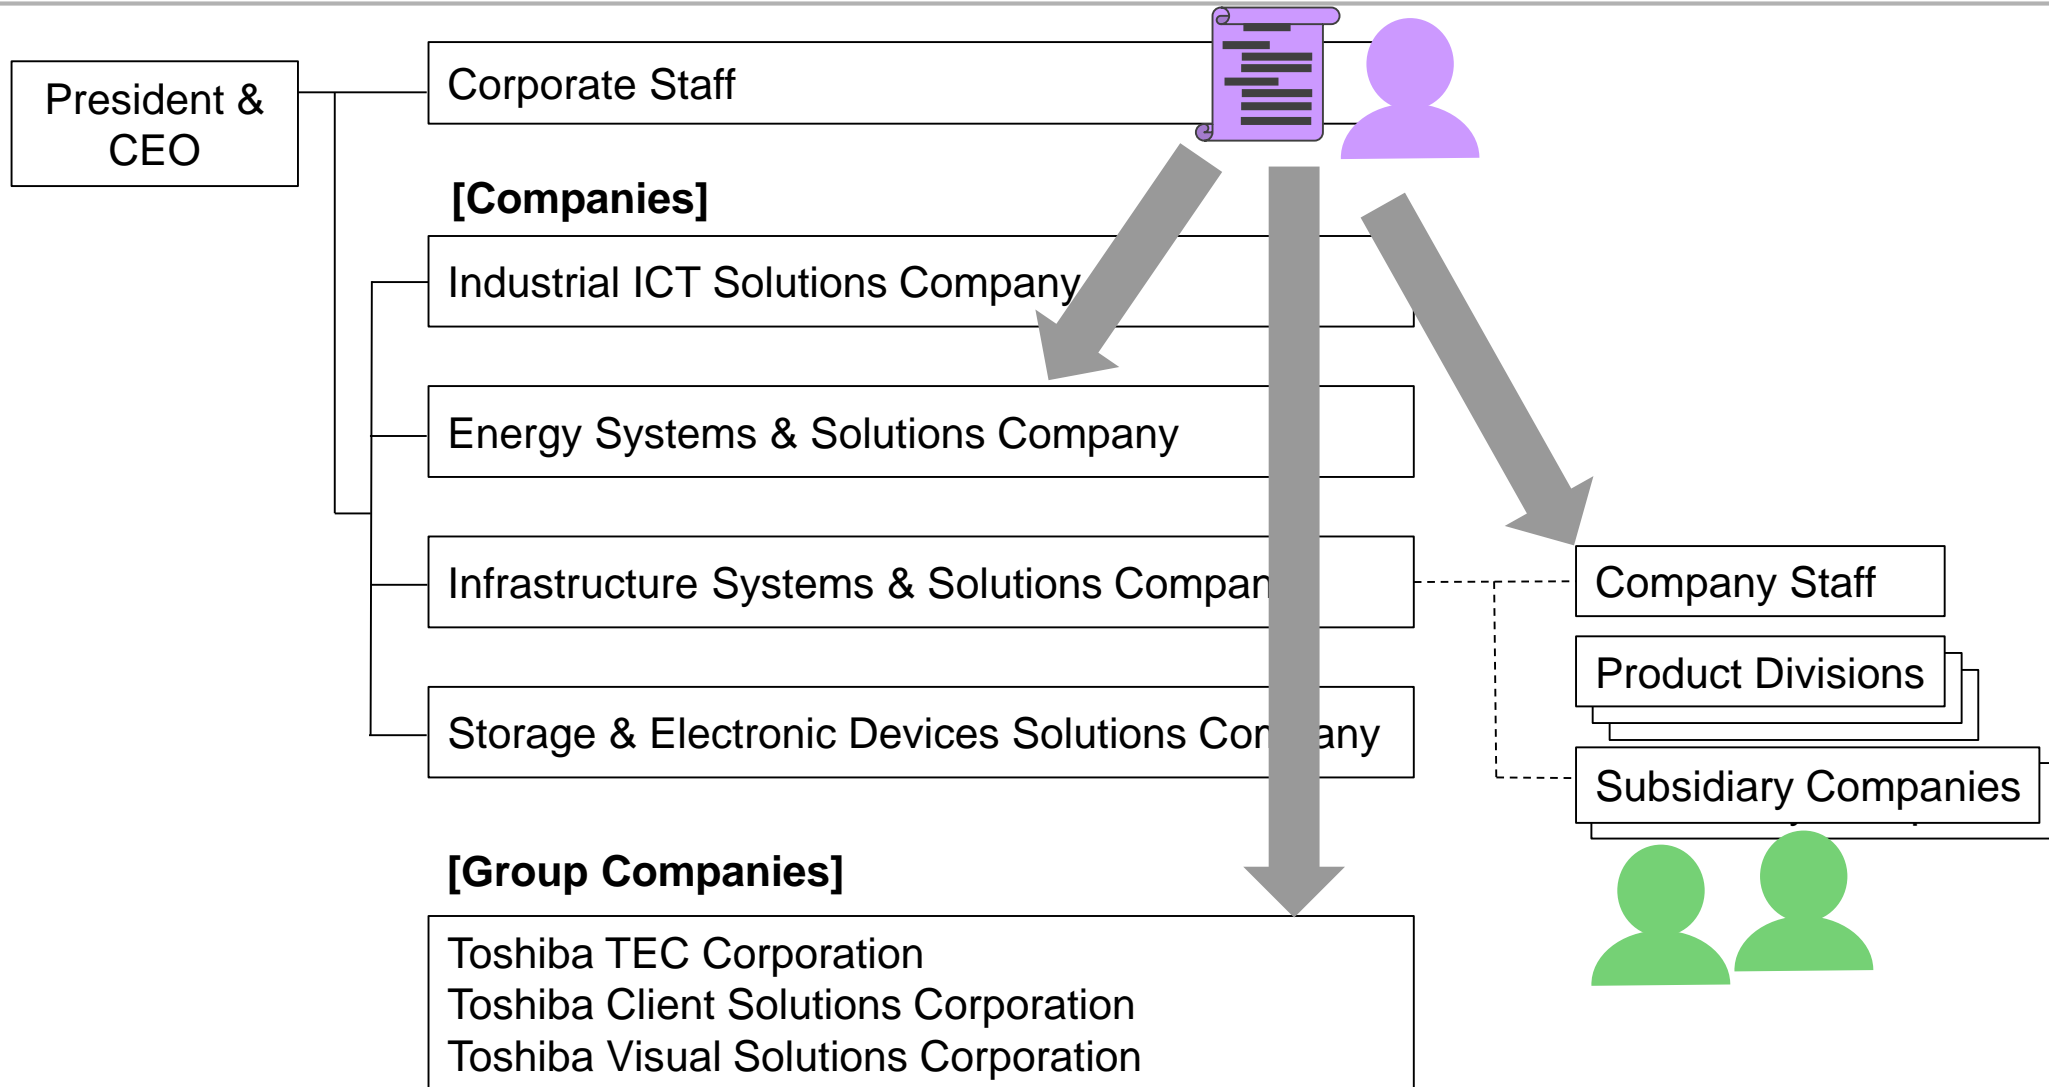 President &
CEO
Corporate Staff
[Companies]
Industrial ICT Solutions Company
Energy Systems & Solutions Company
Infrastructure Systems & Solutions Compan
Storage & Electronic Devices Solutions Company
Company Staff
Product Divisions
Subsidiary Companies
[Group Companies]
Toshiba TEC Corporation
Toshiba Client Solutions Corporation
Toshiba Visual Solutions Corporation